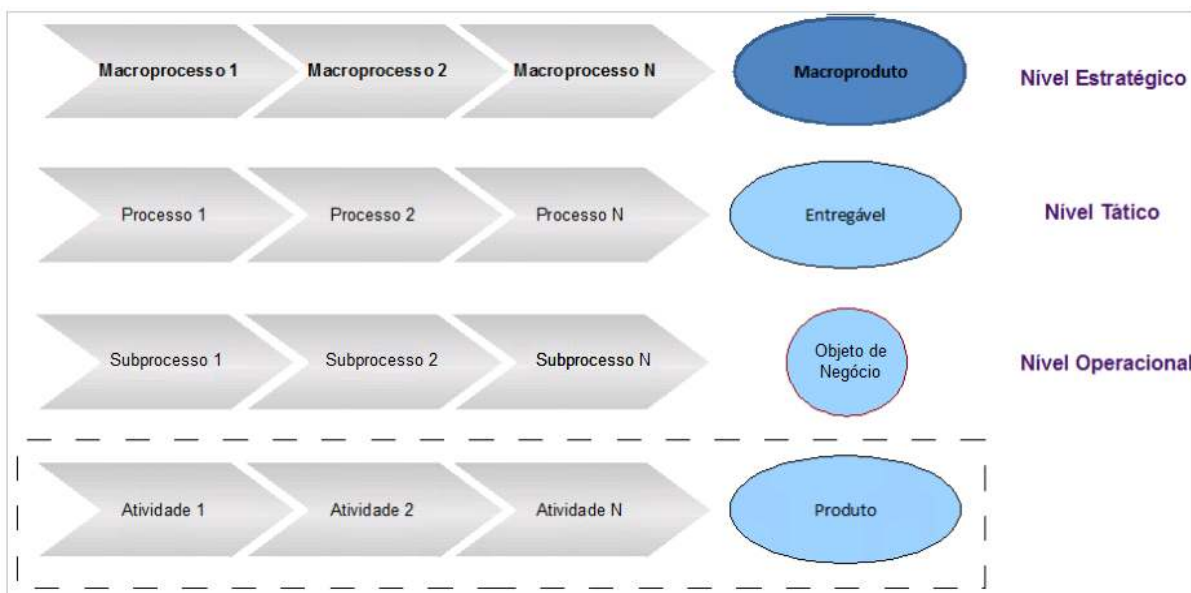 Macroprocesso 1 Macroprocesso 2 Macroprocesso N Macroproduto Nível Estratégico
Processo 1 Processo 2 Processo N Entregável Nível Tático
Subprocesso 1 Subprocesso 2 Subprocesso N Objeto de
Negócio Nível Operacional
Atividade 1 Atividade 2 Atividade N Produto